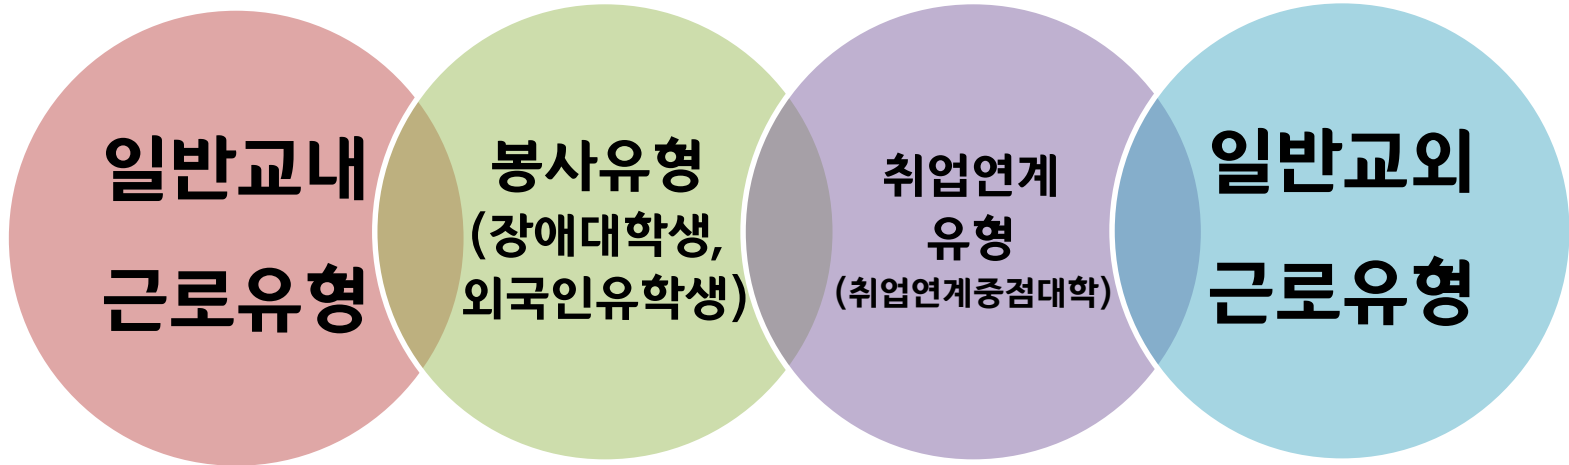 일반교내
근로유형
봉사유형
(장애대학생,
외국인유학생)
취업연계
유형
(취업연계중점대학)
일반교외
근로유형